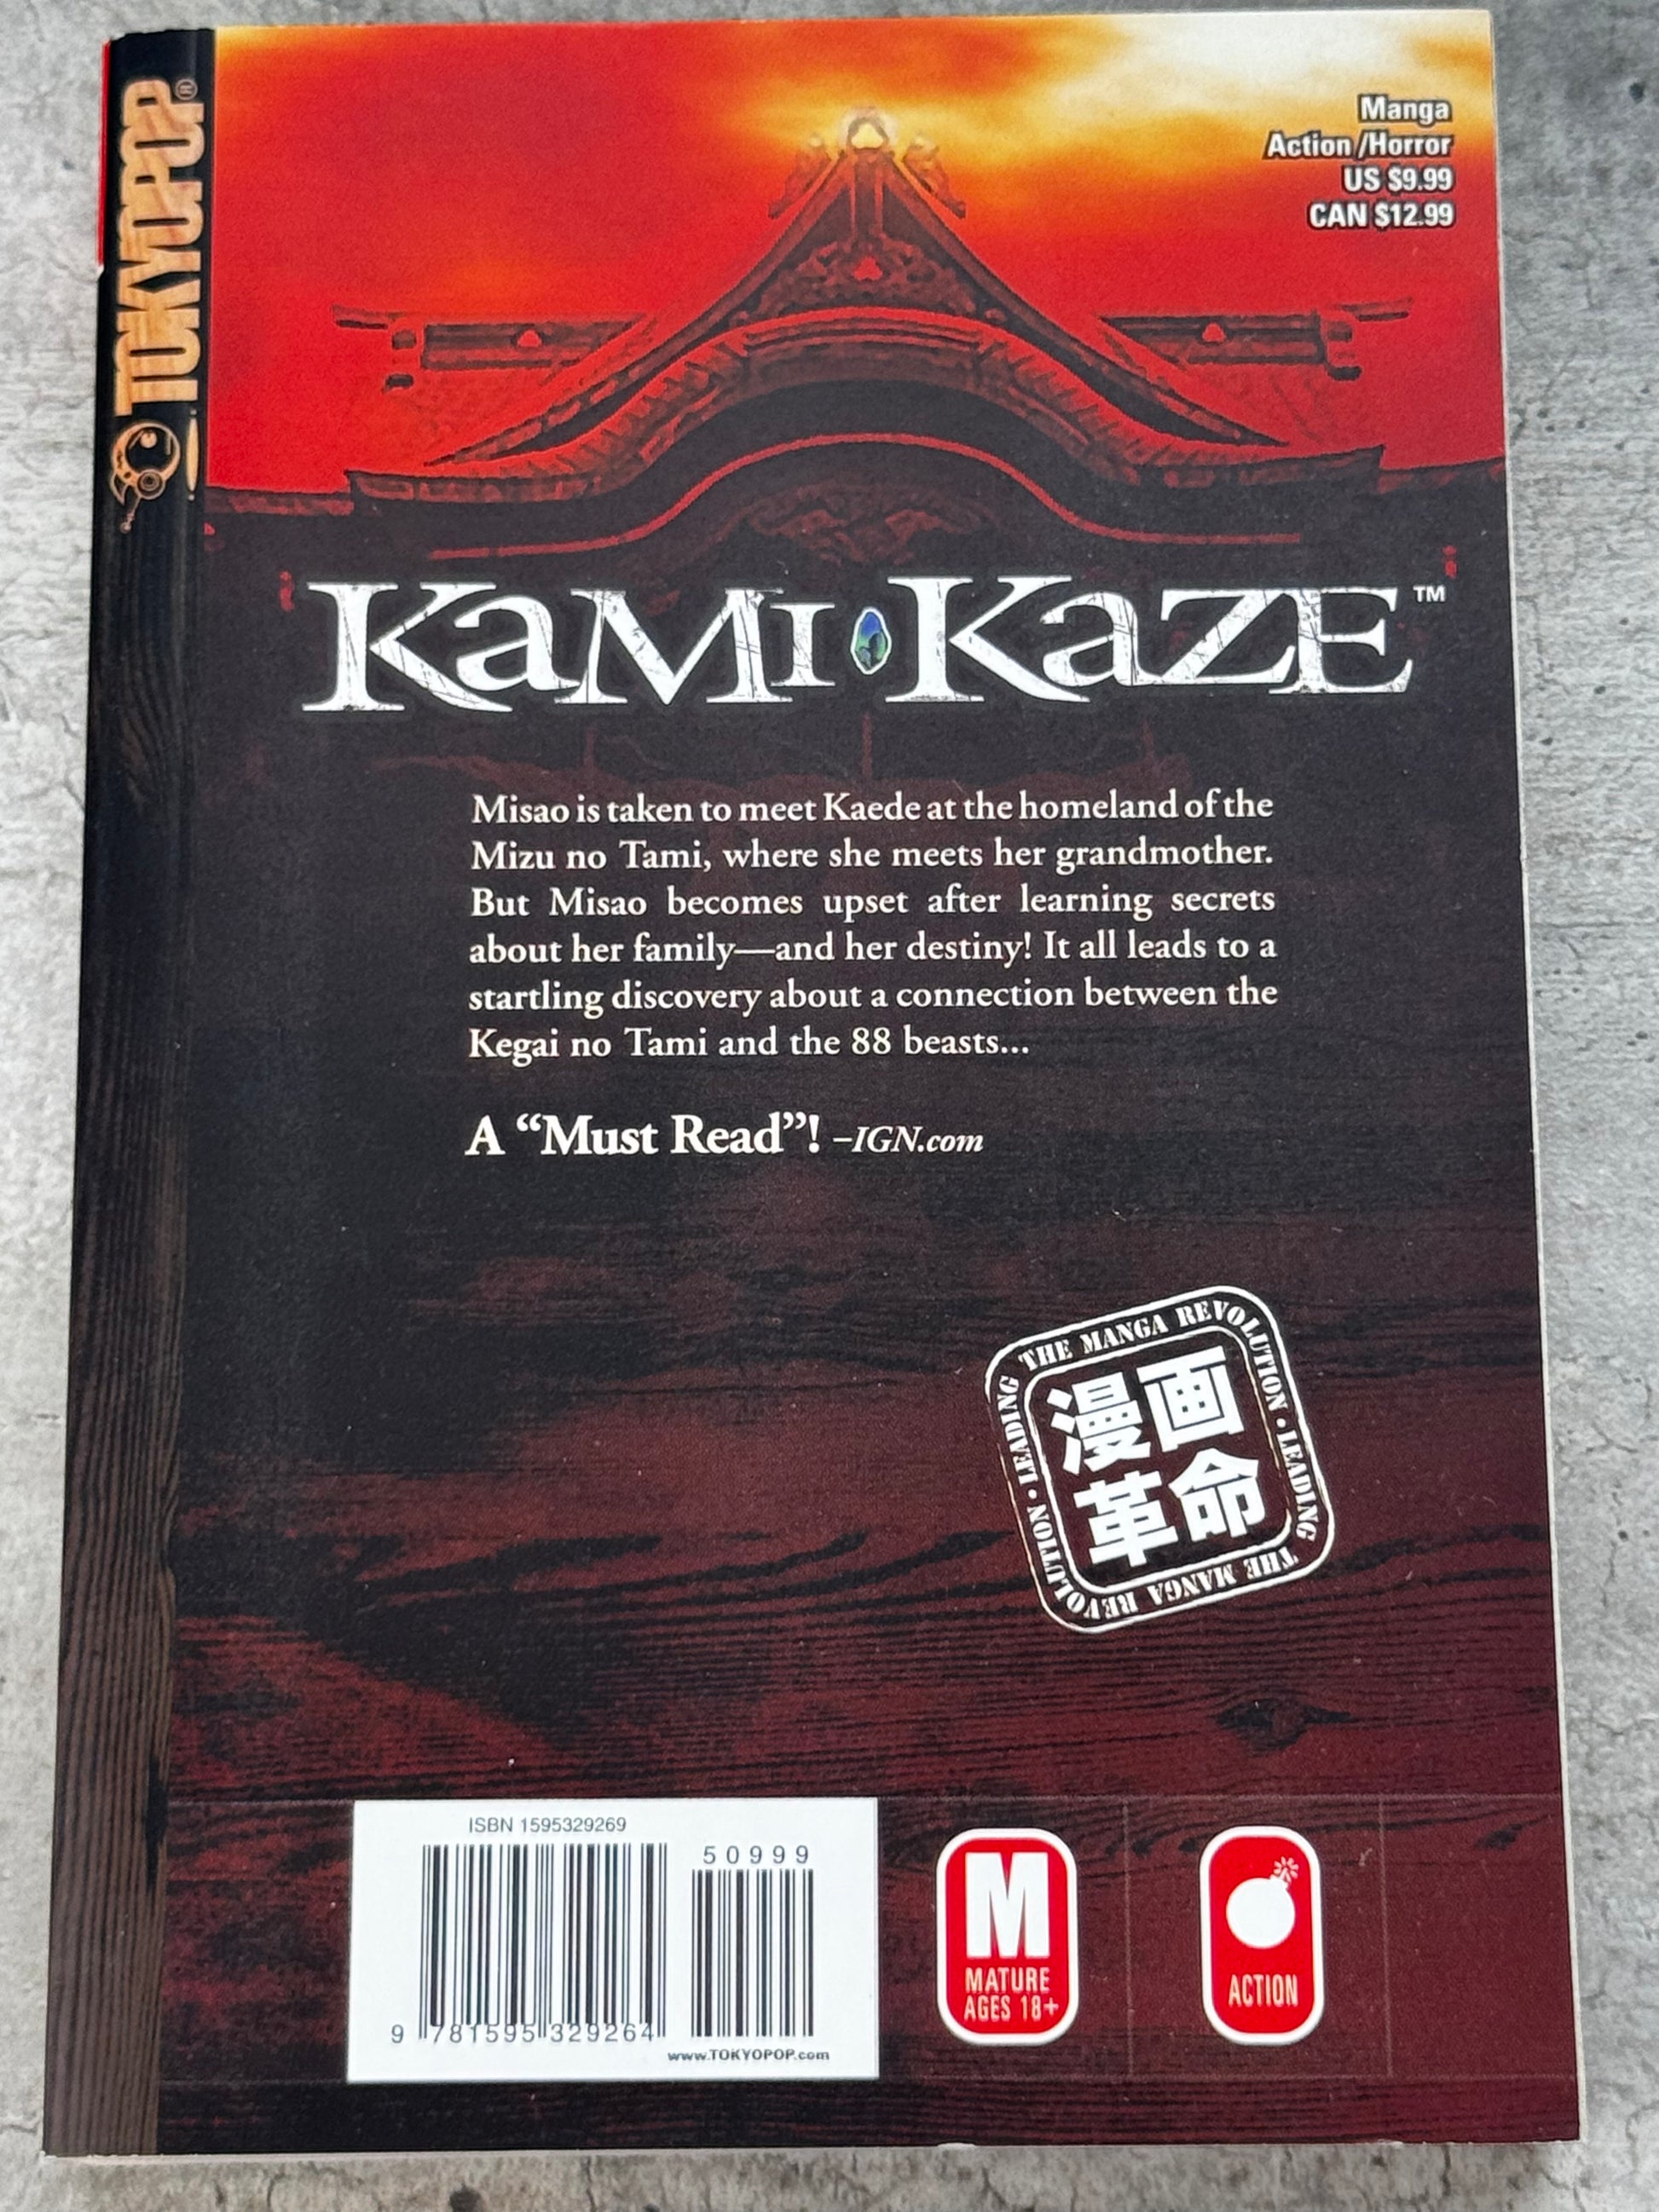 TOKYOPOP®
Manga
Action /Horror
US $9.99
CAN $12.99
KaMi KaZE™
Misao is taken to meet Kaede at the homeland of the
Mizu no Tami, where she meets her grandmother.
But Misao becomes upset after learning secrets
about her family—and her destiny! It all leads to a
startling discovery about a connection between the
Kegai no Tami and the 88 beasts...
A “Must Read”! –IGN.com
LEADING THE MANGA REVOLUTION • LEADING THE MANGA REVOLUTION •
漫画
革命
ISBN 1595329269
50999
9 781595 329264
www.TOKYOPOP.com
M
MATURE
AGES 18+
ACTION